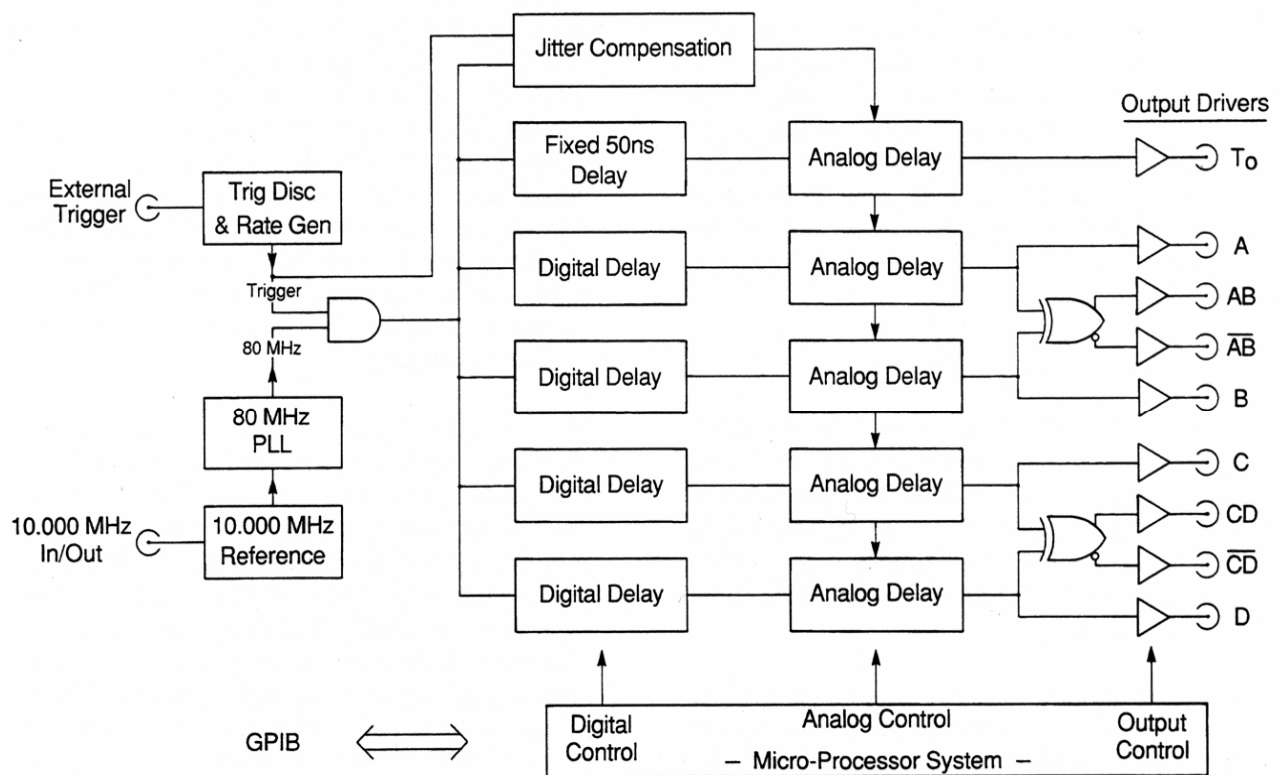 Jitter Compensation
Output Drivers
Fixed 50ns
Delay
Analog Delay
To
External
Trigger
Trig Disc
& Rate Gen
Trigger
80 MHz
Digital Delay
Analog Delay
A
AB
A̅B̅
Digital Delay
Analog Delay
B
80 MHz
PLL
Digital Delay
Analog Delay
C
CD
C̅D̅
10.000 MHz
In/Out
10.000 MHz
Reference
Digital Delay
Analog Delay
D
GPIB
Digital
Control
Analog Control
Output
Control
– Micro-Processor System –